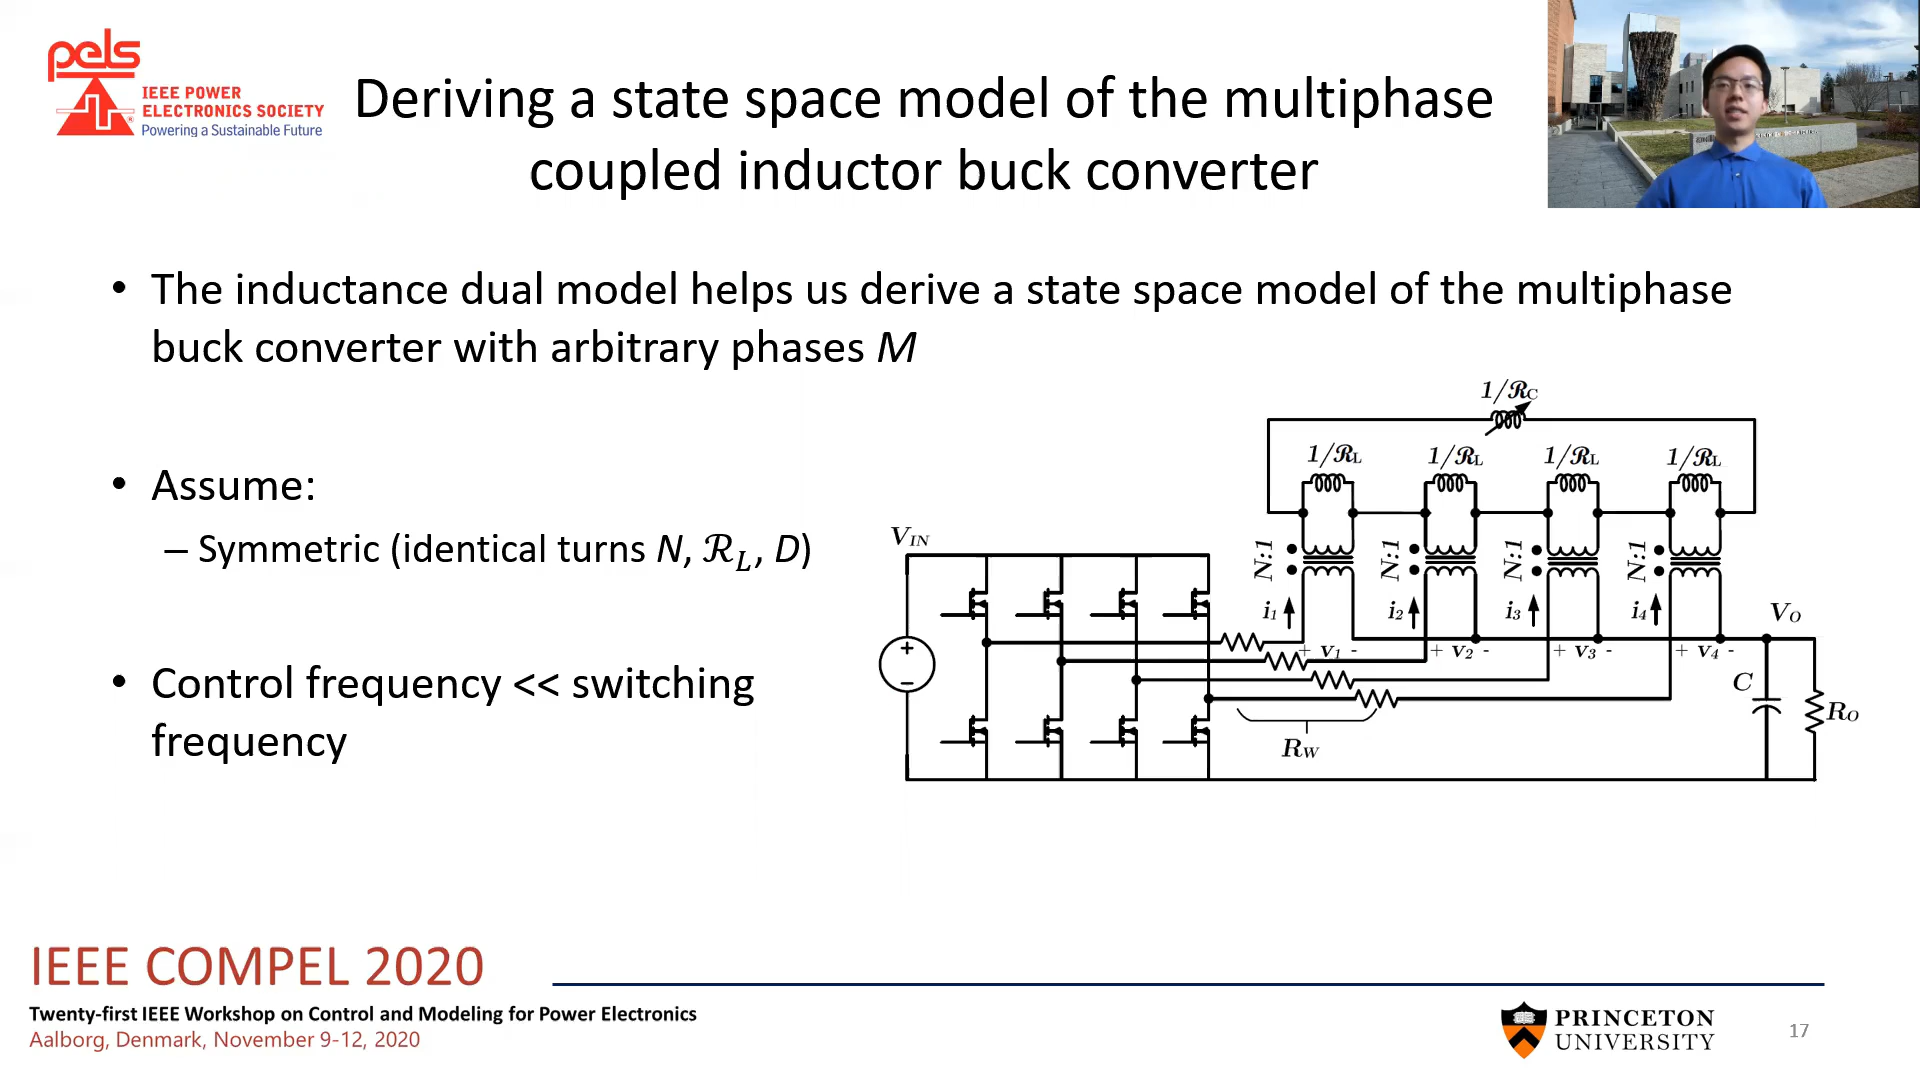 pels
IEEE POWER
ELECTRONICS SOCIETY
Powering a Sustainable Future
Deriving a state space model of the multiphase
coupled inductor buck converter
• The inductance dual model helps us derive a state space model of the multiphase
buck converter with arbitrary phases M
• Assume:
– Symmetric (identical turns N, ℛL, D)
• Control frequency << switching
frequency
1/ℛC
1/ℛL 1/ℛL 1/ℛL 1/ℛL
VIN
N:1 N:1 N:1 N:1
i1 i2 i3 i4
VO
+ v1 - + v2 - + v3 - + v4 -
C
RO
RW
IEEE COMPEL 2020
Twenty-first IEEE Workshop on Control and Modeling for Power Electronics
Aalborg, Denmark, November 9-12, 2020
PRINCETON
UNIVERSITY
17